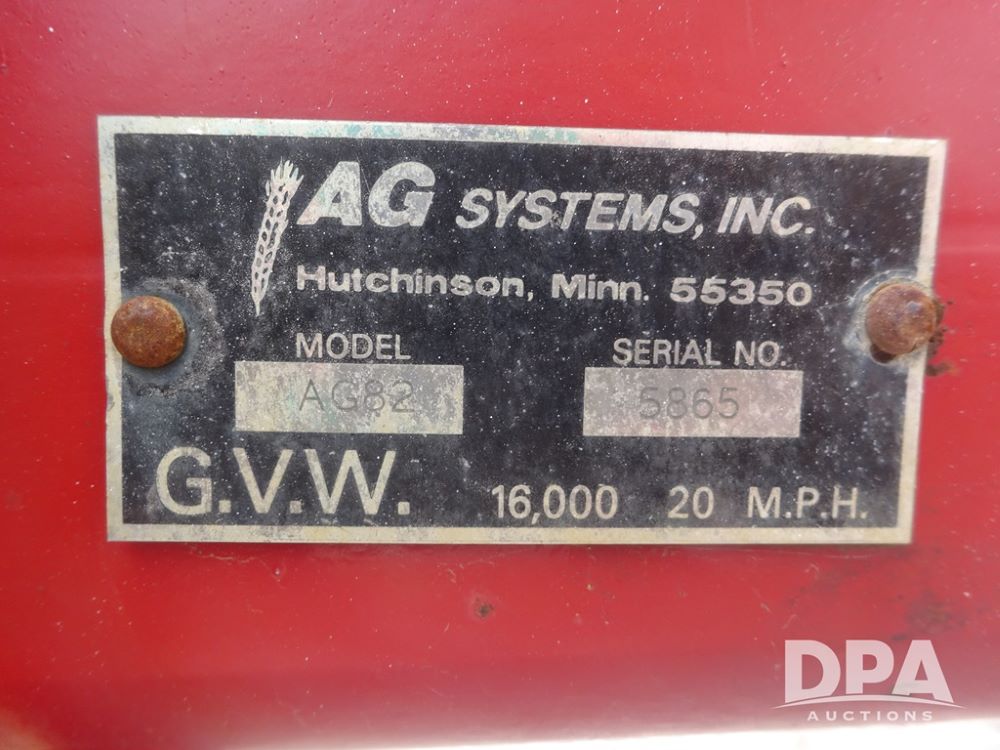 AG SYSTEMS, INC.
Hutchinson, Minn. 55350
MODEL SERIAL NO.
AG82 5865
G.V.W. 16,000 20 M.P.H.
DPA
AUCTIONS